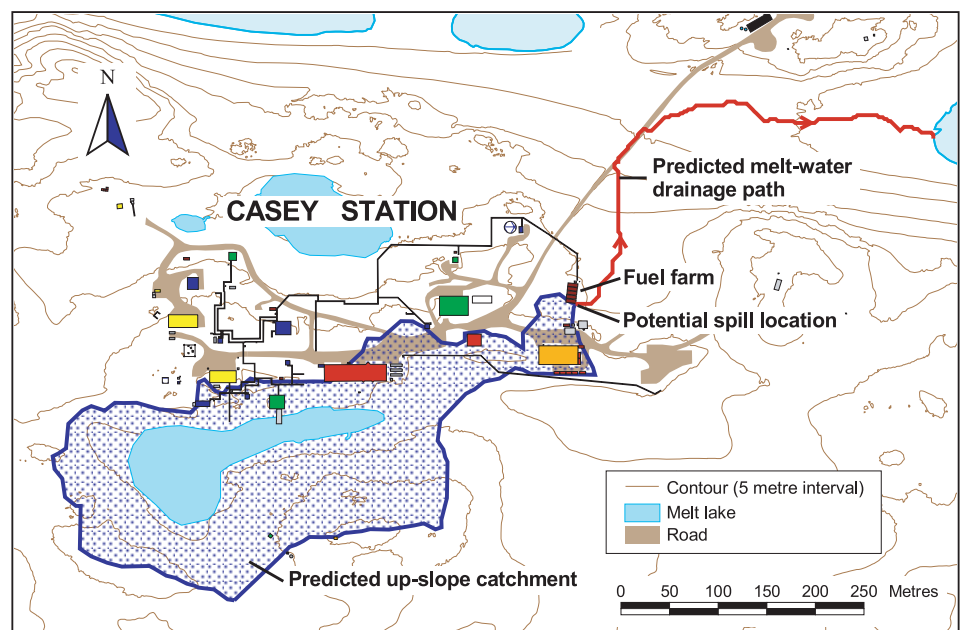 N
CASEY STATION
Predicted melt-water
drainage path
Fuel farm
Potential spill location
Contour (5 metre interval)
Melt lake
Road
Predicted up-slope catchment
0 50 100 150 200 250 Metres